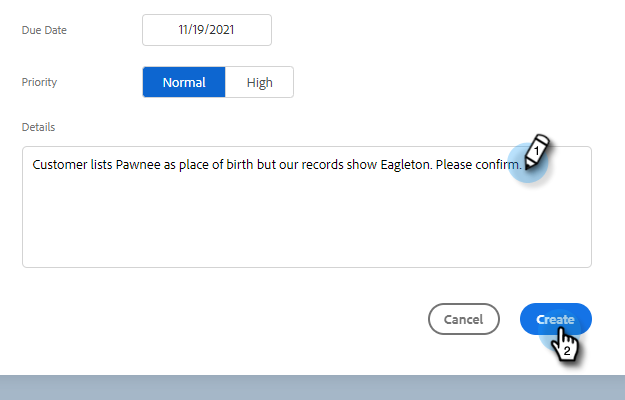 Due Date
11/19/2021
Priority
Normal
High
Details
Customer lists Pawnee as place of birth but our records show Eagleton. Please confirm.
1
Cancel
Create
2